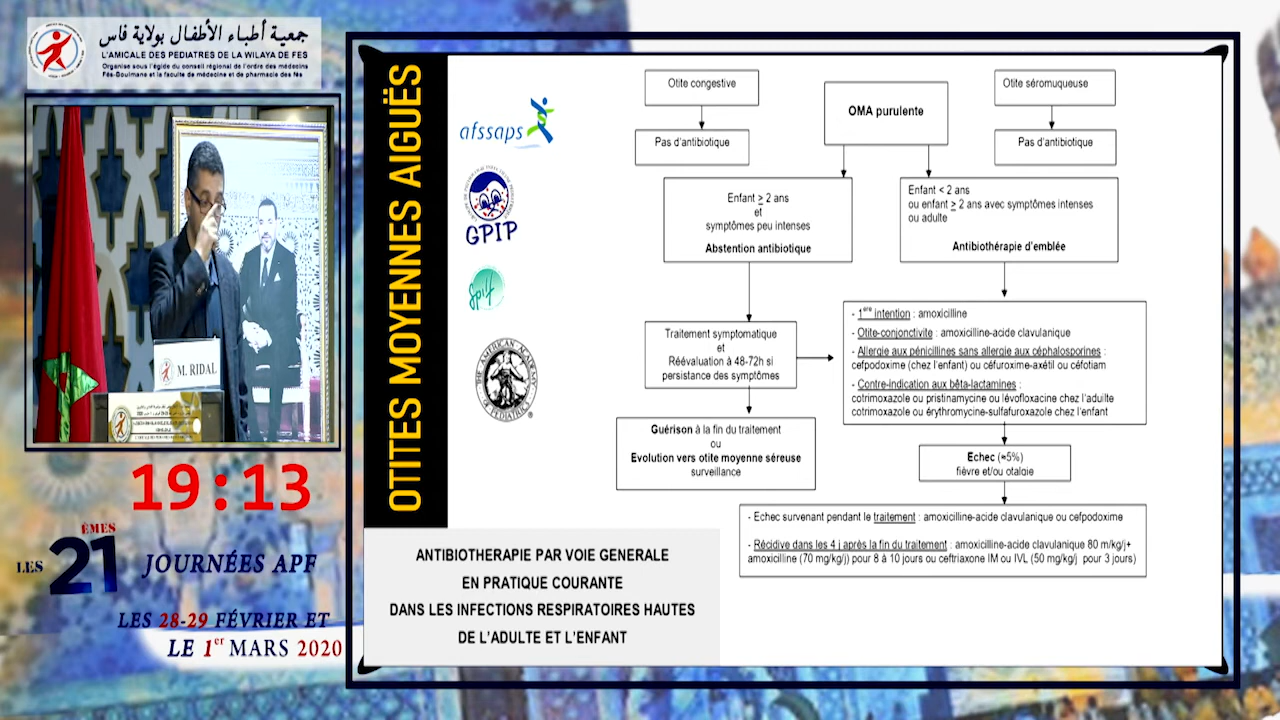 جمعية أطباء الأطفال بولاية فاس
L'AMICALE DES PEDIATRES DE LA WILAYA DE FES
Organise sous l'égide du conseil régional de l'ordre des médecins
Fés-Boulmans et la faculté de médecine et de pharmacie des fés
M. RIDAL
19:13
LES 21 ÈMES JOURNÉES APF
LES 28-29 FÉVRIER ET
LE 1er MARS 2020
OTITES MOYENNES AIGUËS
afssaps
GPIP
Spilf
THE AMERICAN ACADEMY OF PEDIATRICS
Otite congestive
Pas d'antibiotique
OMA purulente
Otite séromuqueuse
Pas d'antibiotique
Enfant ≥ 2 ans
et
symptômes peu intenses
Abstention antibiotique
Enfant < 2 ans
ou enfant ≥ 2 ans avec symptômes intenses
ou adulte
Antibiothérapie d'emblée
Traitement symptomatique
et
Réévaluation à 48-72h si
persistance des symptômes
- 1ère intention : amoxicilline
- Otite-conjonctivite : amoxicilline-acide clavulanique
- Allergie aux pénicillines sans allergie aux céphalosporines :
cefpodoxime (chez l'enfant) ou céfuroxime-axétil ou céfotiam
- Contre-indication aux bêta-lactamines :
cotrimoxazole ou pristinamycine ou lévofloxacine chez l'adulte
cotrimoxazole ou érythromycine-sulfafuroxazole chez l'enfant
Guérison à la fin du traitement
ou
Evolution vers otite moyenne séreuse
surveillance
Echec (≈5%)
fièvre et/ou otalgie
- Echec survenant pendant le traitement : amoxicilline-acide clavulanique ou cefpodoxime
- Récidive dans les 4 j après la fin du traitement : amoxicilline-acide clavulanique 80 m/kg/j+
amoxicilline (70 mg/kg/j) pour 8 à 10 jours ou ceftriaxone IM ou IVL (50 mg/kg/j pour 3 jours)
ANTIBIOTHERAPIE PAR VOIE GENERALE
EN PRATIQUE COURANTE
DANS LES INFECTIONS RESPIRATOIRES HAUTES
DE L'ADULTE ET L'ENFANT